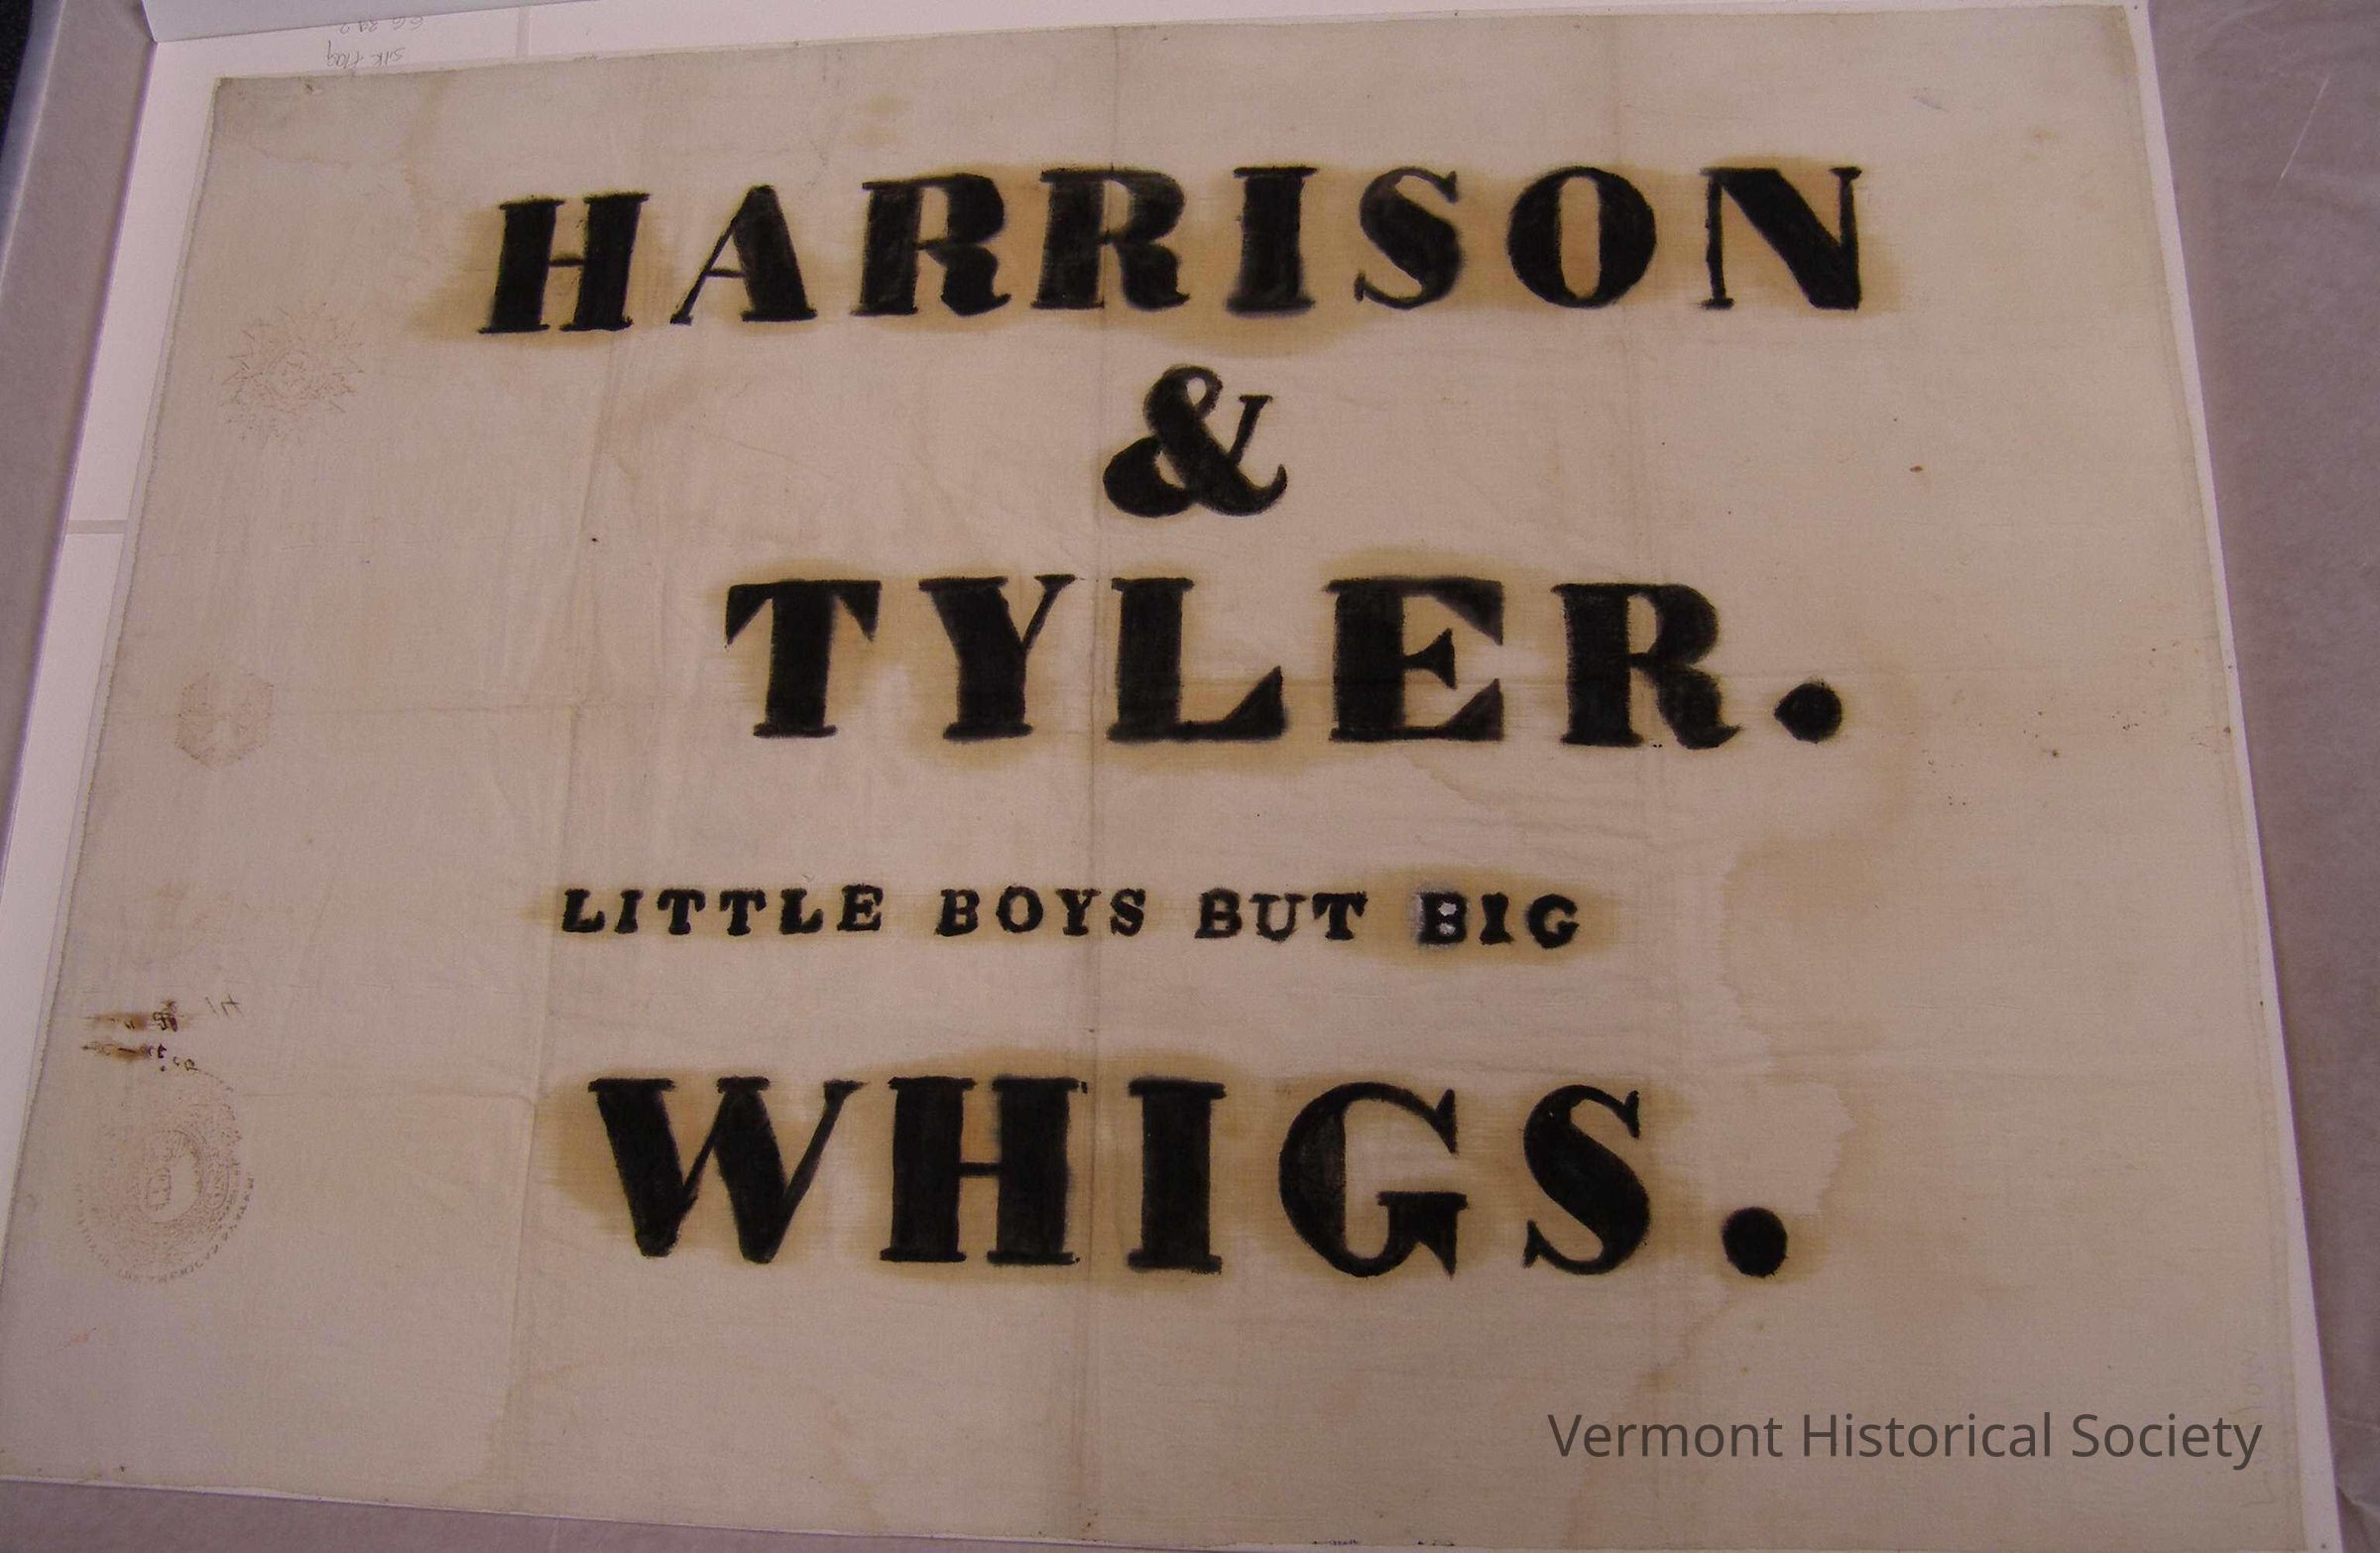 HARRISON
&
TYLER.
LITTLE BOYS BUT BIG
WHIGS.
Vermont Historical Society